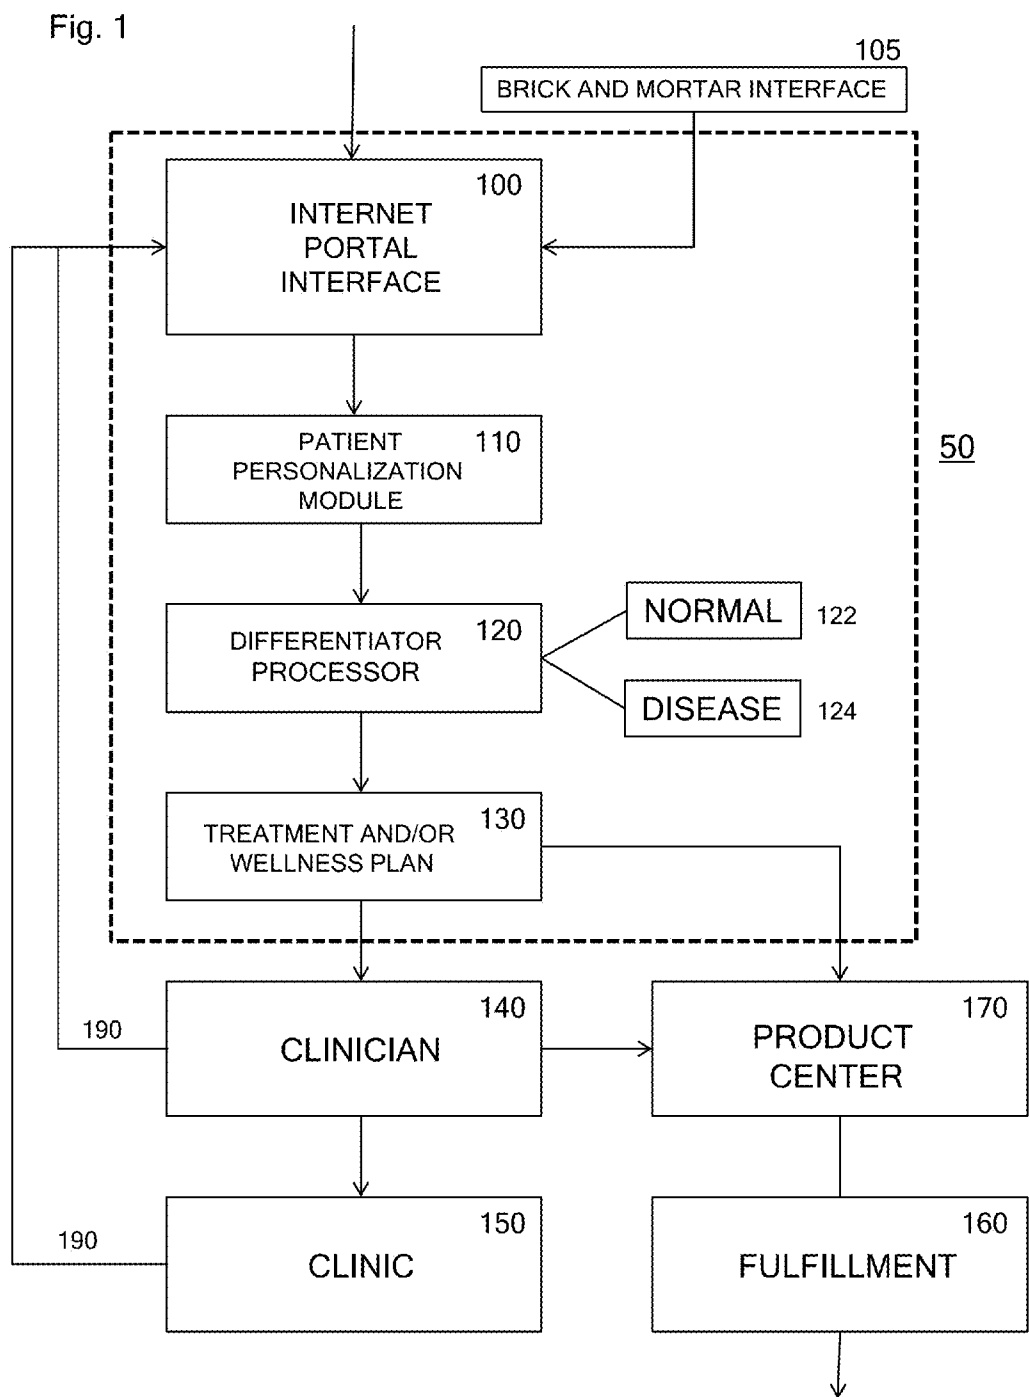 Fig. 1
105
BRICK AND MORTAR INTERFACE
100
INTERNET
PORTAL
INTERFACE
110
PATIENT
PERSONALIZATION
MODULE
50
120
DIFFERENTIATOR
PROCESSOR
NORMAL 122
DISEASE 124
130
TREATMENT AND/OR
WELLNESS PLAN
140
CLINICIAN
190
170
PRODUCT
CENTER
150
CLINIC
190
160
FULFILLMENT